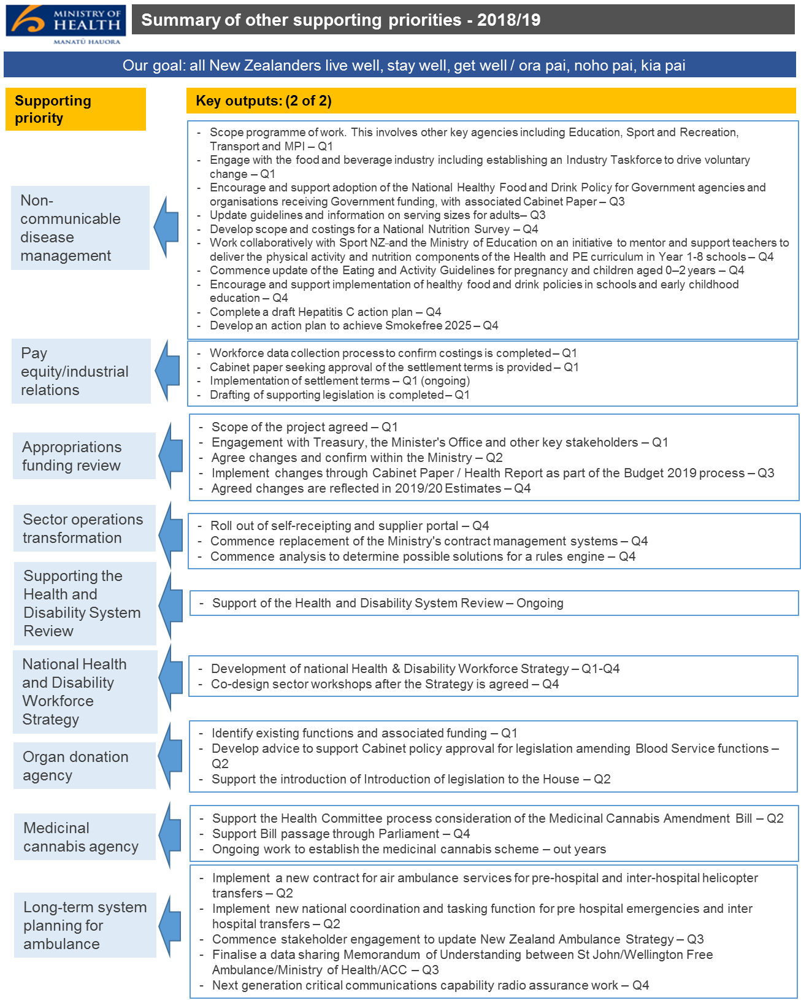 MINISTRY OF
HEALTH
MANATŪ HAUORA
Summary of other supporting priorities - 2018/19
Our goal: all New Zealanders live well, stay well, get well / ora pai, noho pai, kia pai
Supporting
priority
Key outputs: (2 of 2)
Non-
communicable
disease
management
- Scope programme of work. This involves other key agencies including Education, Sport and Recreation,
Transport and MPI – Q1
- Engage with the food and beverage industry including establishing an Industry Taskforce to drive voluntary
change – Q1
- Encourage and support adoption of the National Healthy Food and Drink Policy for Government agencies and
organisations receiving Government funding, with associated Cabinet Paper – Q3
- Update guidelines and information on serving sizes for adults– Q3
- Develop scope and costings for a National Nutrition Survey – Q4
- Work collaboratively with Sport NZ-and the Ministry of Education on an initiative to mentor and support teachers to
deliver the physical activity and nutrition components of the Health and PE curriculum in Year 1-8 schools – Q4
- Commence update of the Eating and Activity Guidelines for pregnancy and children aged 0–2 years – Q4
- Encourage and support implementation of healthy food and drink policies in schools and early childhood
education – Q4
- Complete a draft Hepatitis C action plan – Q4
- Develop an action plan to achieve Smokefree 2025 – Q4
Pay
equity/industrial
relations
- Workforce data collection process to confirm costings is completed – Q1
- Cabinet paper seeking approval of the settlement terms is provided – Q1
- Implementation of settlement terms – Q1 (ongoing)
- Drafting of supporting legislation is completed – Q1
Appropriations
funding review
- Scope of the project agreed – Q1
- Engagement with Treasury, the Minister's Office and other key stakeholders – Q1
- Agree changes and confirm within the Ministry – Q2
- Implement changes through Cabinet Paper / Health Report as part of the Budget 2019 process – Q3
- Agreed changes are reflected in 2019/20 Estimates – Q4
Sector operations
transformation
- Roll out of self-receipting and supplier portal – Q4
- Commence replacement of the Ministry's contract management systems – Q4
- Commence analysis to determine possible solutions for a rules engine – Q4
Supporting the
Health and
Disability System
Review
- Support of the Health and Disability System Review – Ongoing
National Health
and Disability
Workforce
Strategy
- Development of national Health & Disability Workforce Strategy – Q1-Q4
- Co-design sector workshops after the Strategy is agreed – Q4
Organ donation
agency
- Identify existing functions and associated funding – Q1
- Develop advice to support Cabinet policy approval for legislation amending Blood Service functions –
Q2
- Support the introduction of Introduction of legislation to the House – Q2
Medicinal
cannabis agency
- Support the Health Committee process consideration of the Medicinal Cannabis Amendment Bill – Q2
- Support Bill passage through Parliament – Q4
- Ongoing work to establish the medicinal cannabis scheme – out years
Long-term system
planning for
ambulance
- Implement a new contract for air ambulance services for pre-hospital and inter-hospital helicopter
transfers – Q2
- Implement new national coordination and tasking function for pre hospital emergencies and inter
hospital transfers – Q2
- Commence stakeholder engagement to update New Zealand Ambulance Strategy – Q3
- Finalise a data sharing Memorandum of Understanding between St John/Wellington Free
Ambulance/Ministry of Health/ACC – Q3
- Next generation critical communications capability radio assurance work – Q4